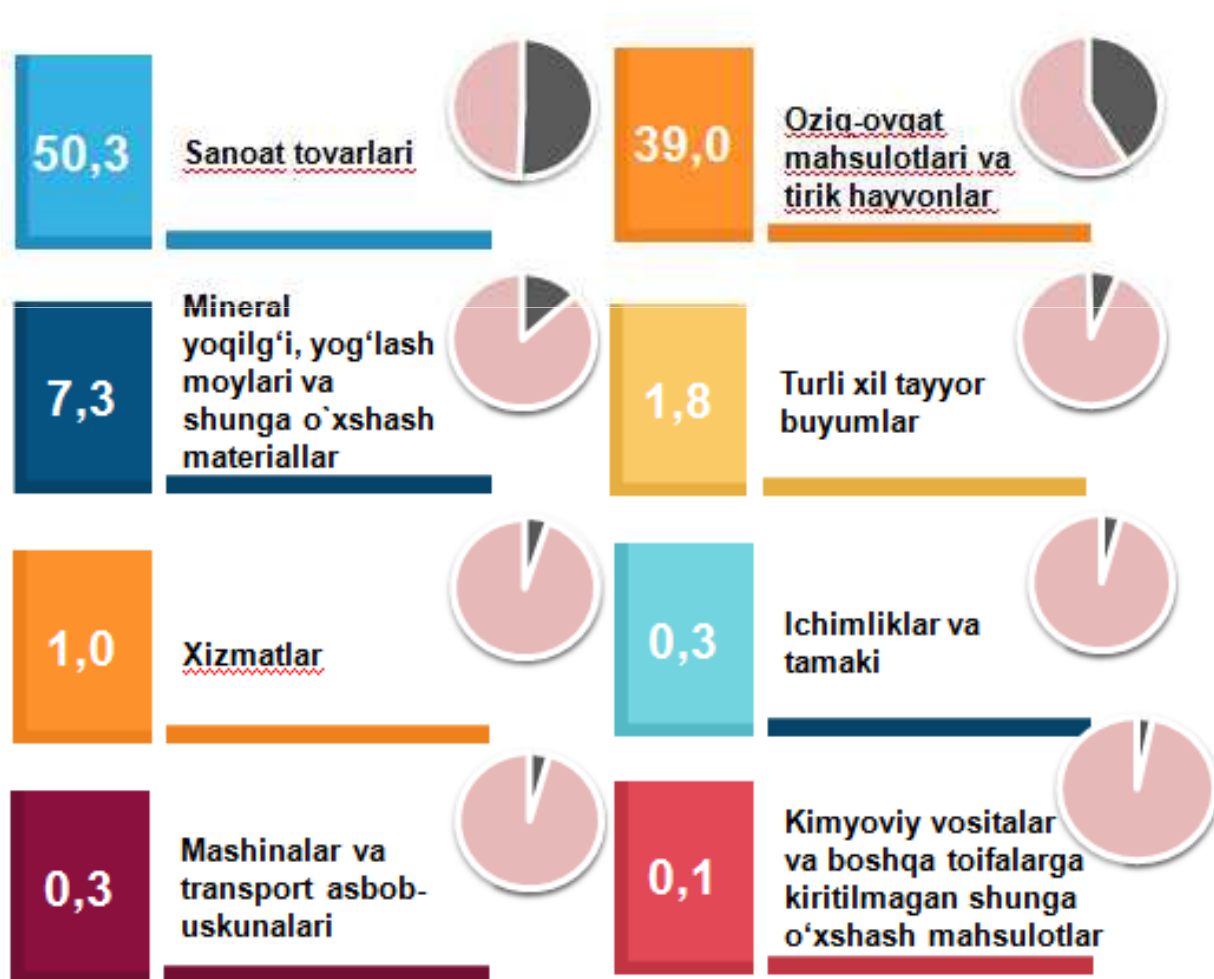 50,3
Sanoat tovarlari
39,0
Oziq-ovqat
mahsulotlari va
tirik hayvonlar
7,3
Mineral
yoqilg‘i, yog‘lash
moylari va
shunga o`xshash
materiallar
1,8
Turli xil tayyor
buyumlar
1,0
Xizmatlar
0,3
Ichimliklar va
tamaki
0,3
Mashinalar va
transport asbob-
uskunalari
0,1
Kimyoviy vositalar
va boshqa toifalarga
kiritilmagan shunga
o‘xshash mahsulotlar